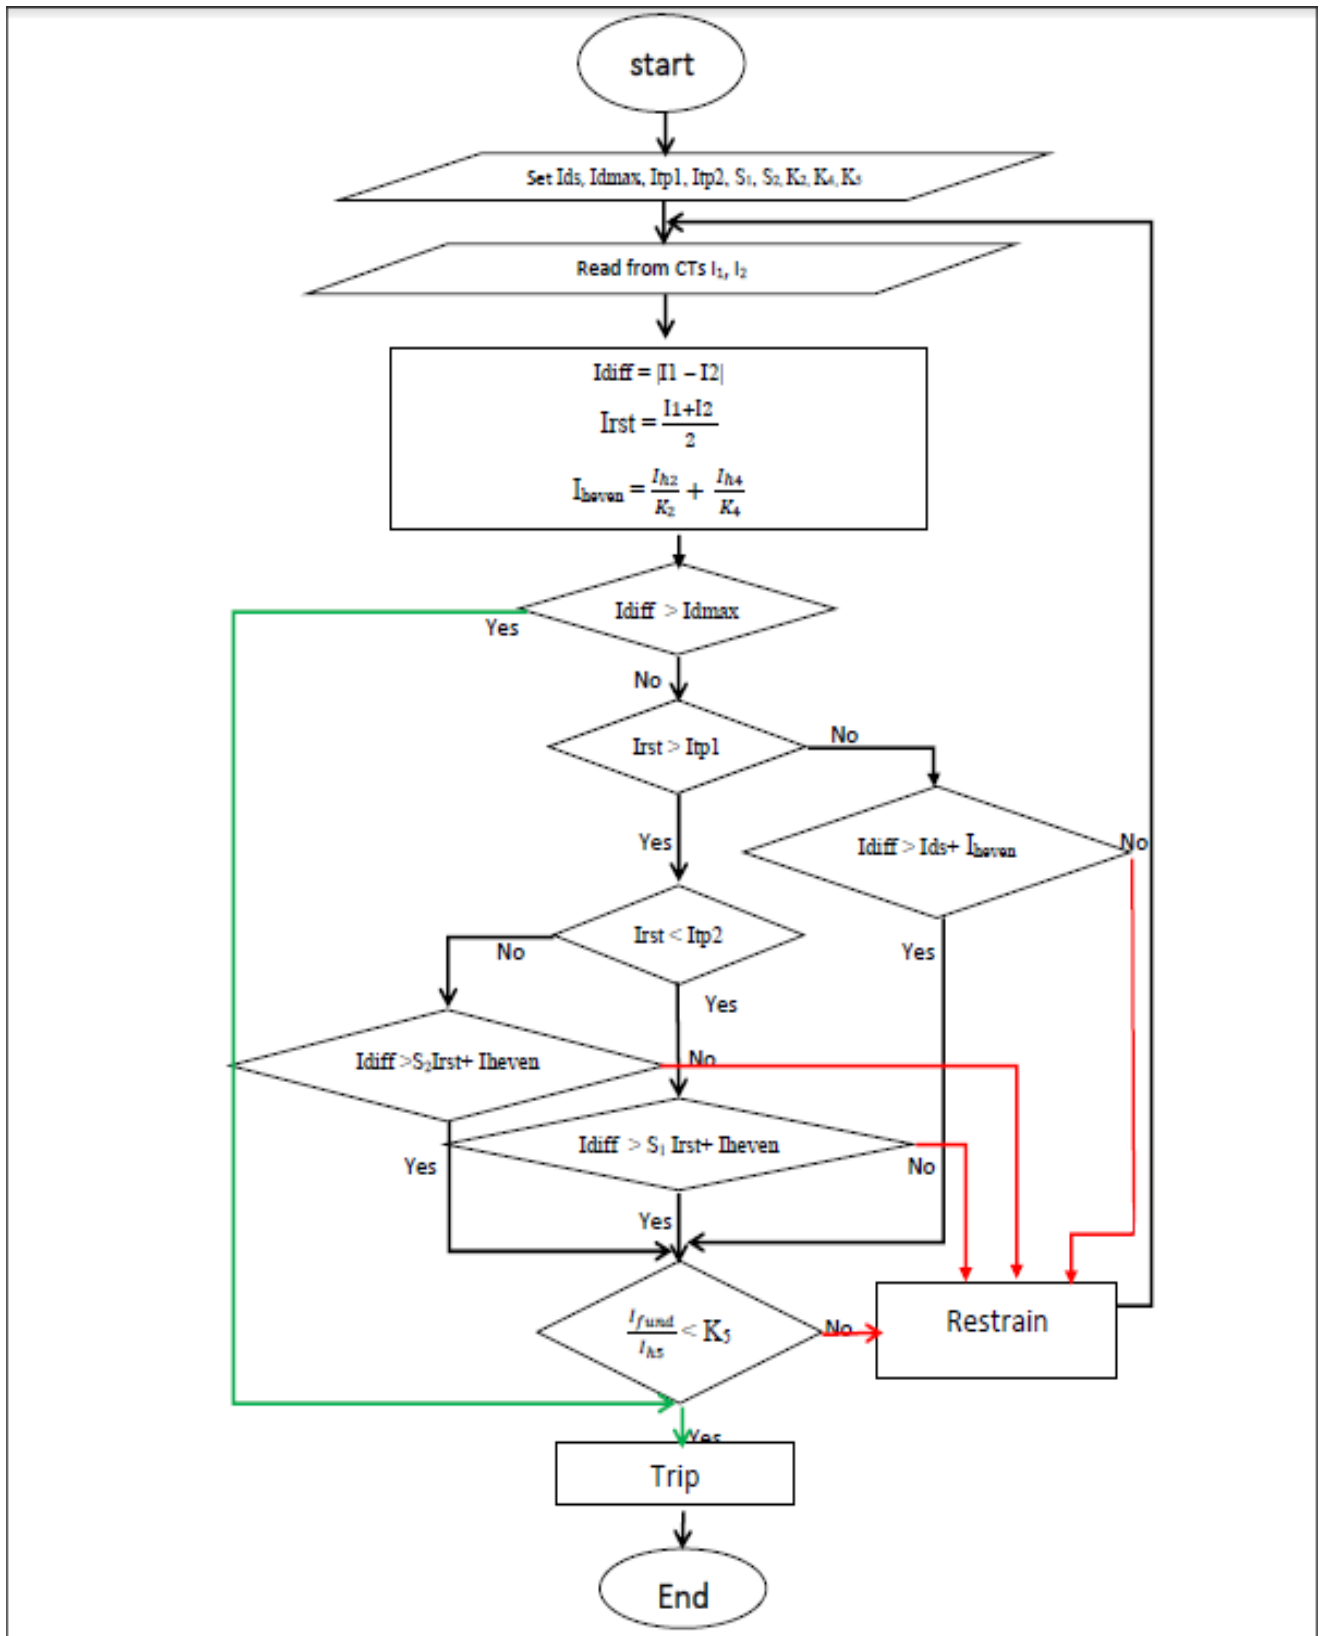 start
Set Ids, Idmax, Itp1, Itp2, S₁, S₂, K₂, K₄, K₅
Read from CTs I₁, I₂
Idiff = |I1 – I2|
Irst = (I1+I2)/2
Iheven = Ih2/K2 + Ih4/K4
Idiff > Idmax
Yes
No
Irst > Itp1
No
Yes
Idiff > Ids+ Iheven
No
Irst < Itp2
No
Yes
Yes
Idiff >S₂Irst+ Iheven
No
Idiff > S₁ Irst+ Iheven
Yes
No
Yes
Ifund/Ih5 < K₅
No
Restrain
Yes
Trip
End